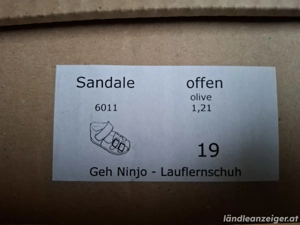 Sandale offen
olive
6011 1,21
19
Geh Ninjo - Lauflernschuh
ländleanzeiger.at